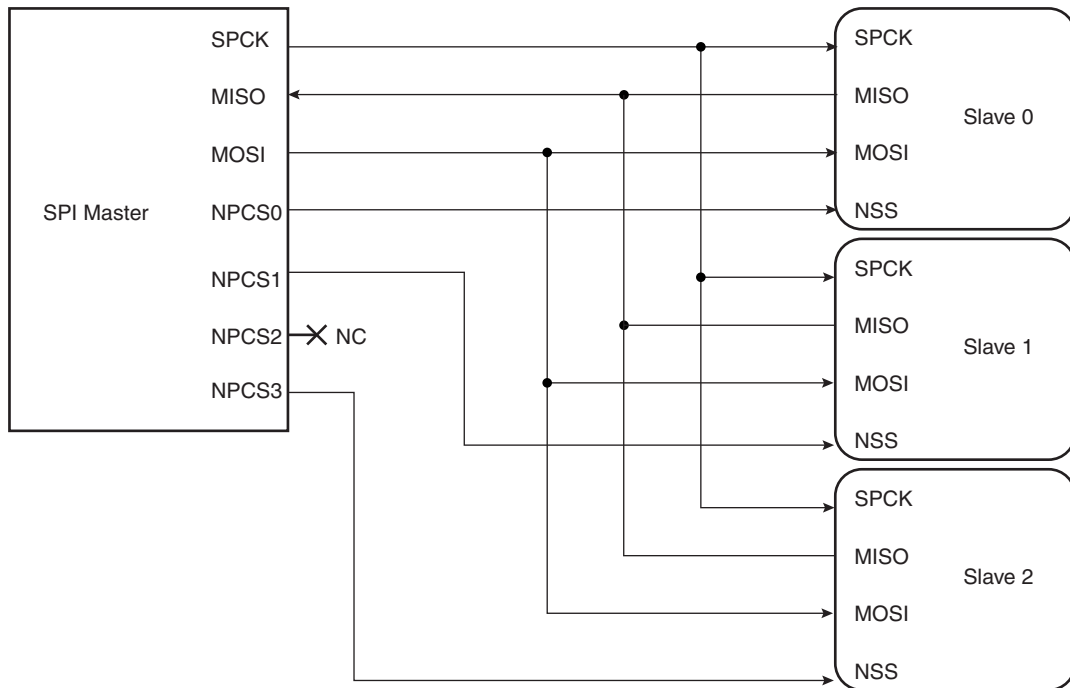 SPCK
MISO
MOSI
SPI Master
NPCS0
NPCS1
NPCS2
NC
NPCS3
SPCK
MISO
Slave 0
MOSI
NSS
SPCK
MISO
Slave 1
MOSI
NSS
SPCK
MISO
Slave 2
MOSI
NSS